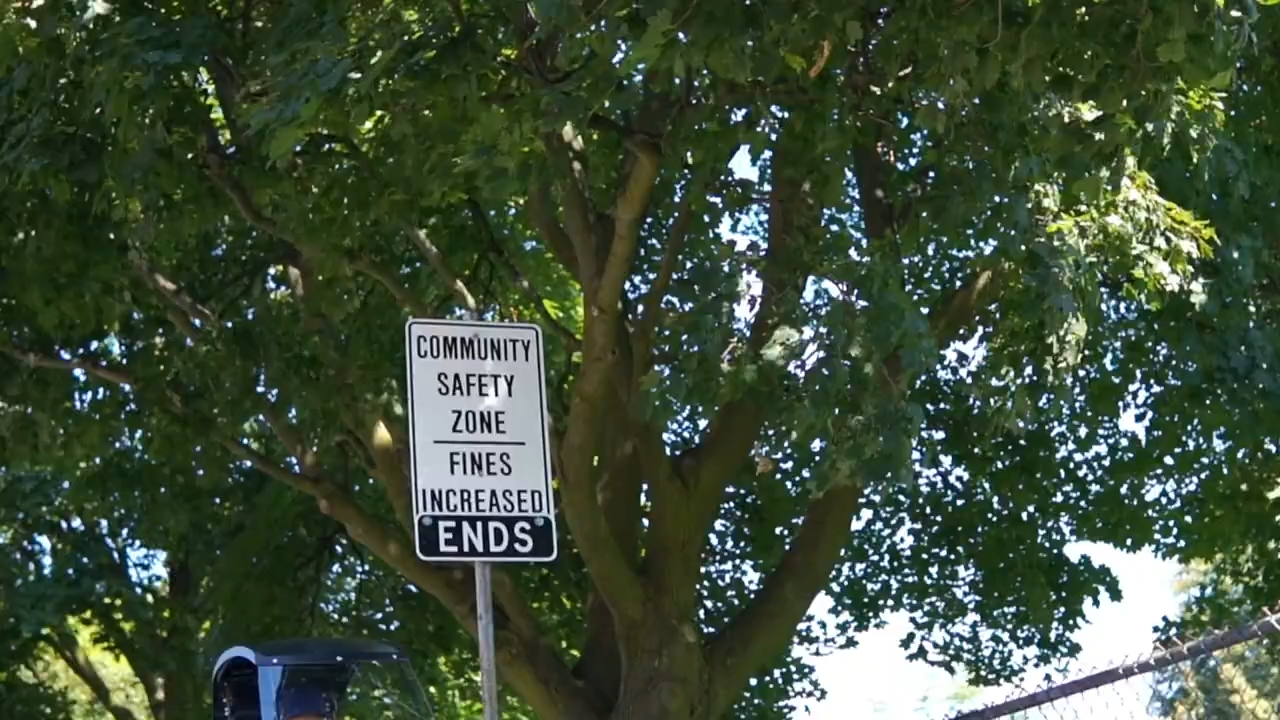 COMMUNITY
SAFETY
ZONE
FINES
INCREASED
ENDS